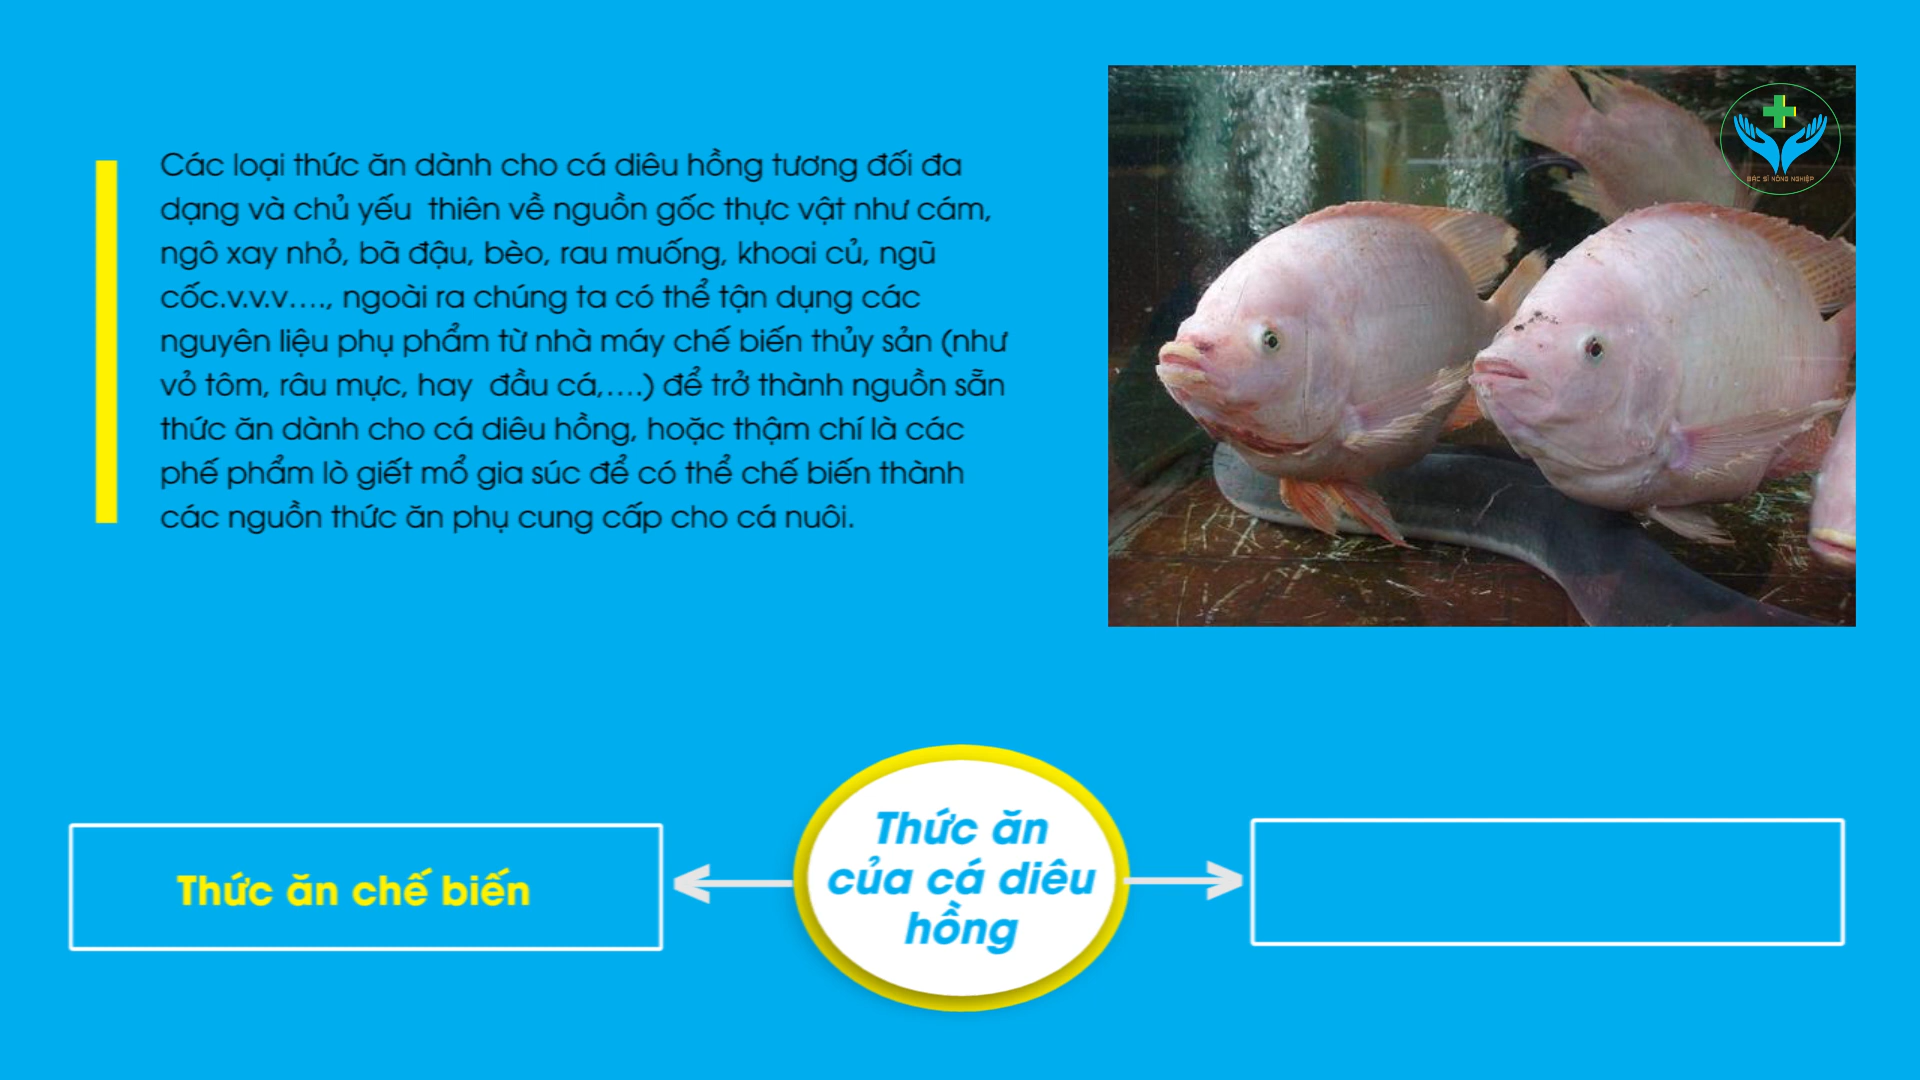 Các loại thức ăn dành cho cá diêu hồng tương đối đa
dạng và chủ yếu  thiên về nguồn gốc thực vật như cám,
ngô xay nhỏ, bã đậu, bèo, rau muống, khoai củ, ngũ
cốc.v.v.v...., ngoài ra chúng ta có thể tận dụng các
nguyên liệu phụ phẩm từ nhà máy chế biến thủy sản (như
vỏ tôm, râu mực, hay  đầu cá,....) để trở thành nguồn sẵn
thức ăn dành cho cá diêu hồng, hoặc thậm chí là các
phế phẩm lò giết mổ gia súc để có thể chế biến thành
các nguồn thức ăn phụ cung cấp cho cá nuôi.
BÁC SĨ NÔNG NGHIỆP
Thức ăn chế biến
Thức ăn
của cá diêu
hồng